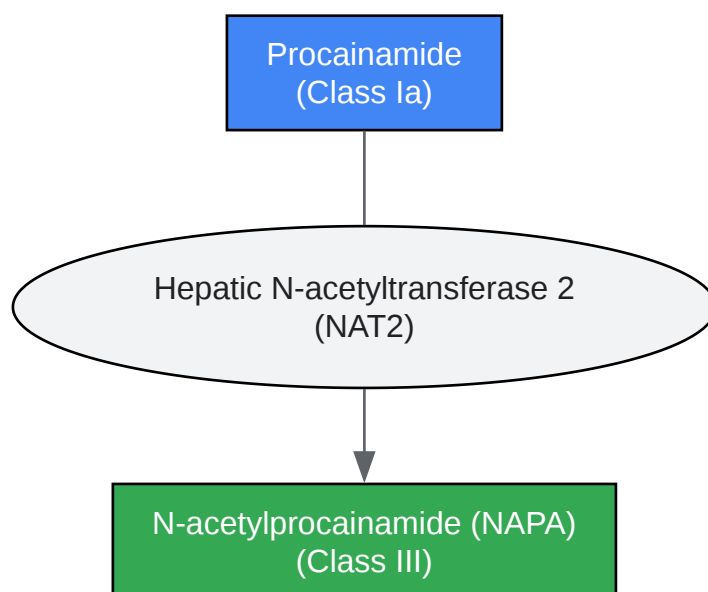 Procainamide
(Class Ia)
Hepatic N-acetyltransferase 2
(NAT2)
N-acetylprocainamide (NAPA)
(Class III)